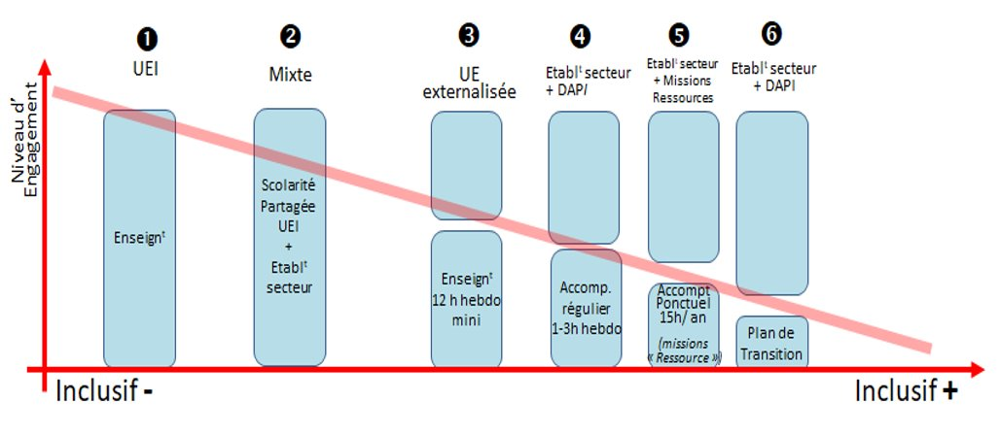 ❶
UEI
❷
Mixte
❸
UE
externalisée
❹
Etablᵗ secteur
+ DAPI
❺
Etablᵗ secteur
+ Missions
Ressources
❻
Etablᵗ secteur
+ DAPI
Niveau d'
Engagement
Enseignᵗ
Scolarité
Partagée
UEI
+
Etablᵗ
secteur
Enseignᵗ
12 h hebdo
mini
Accomp.
régulier
1-3h hebdo
Accompt
Ponctuel
15h/ an
(missions
« Ressource »)
Plan de
Transition
Inclusif -
Inclusif +